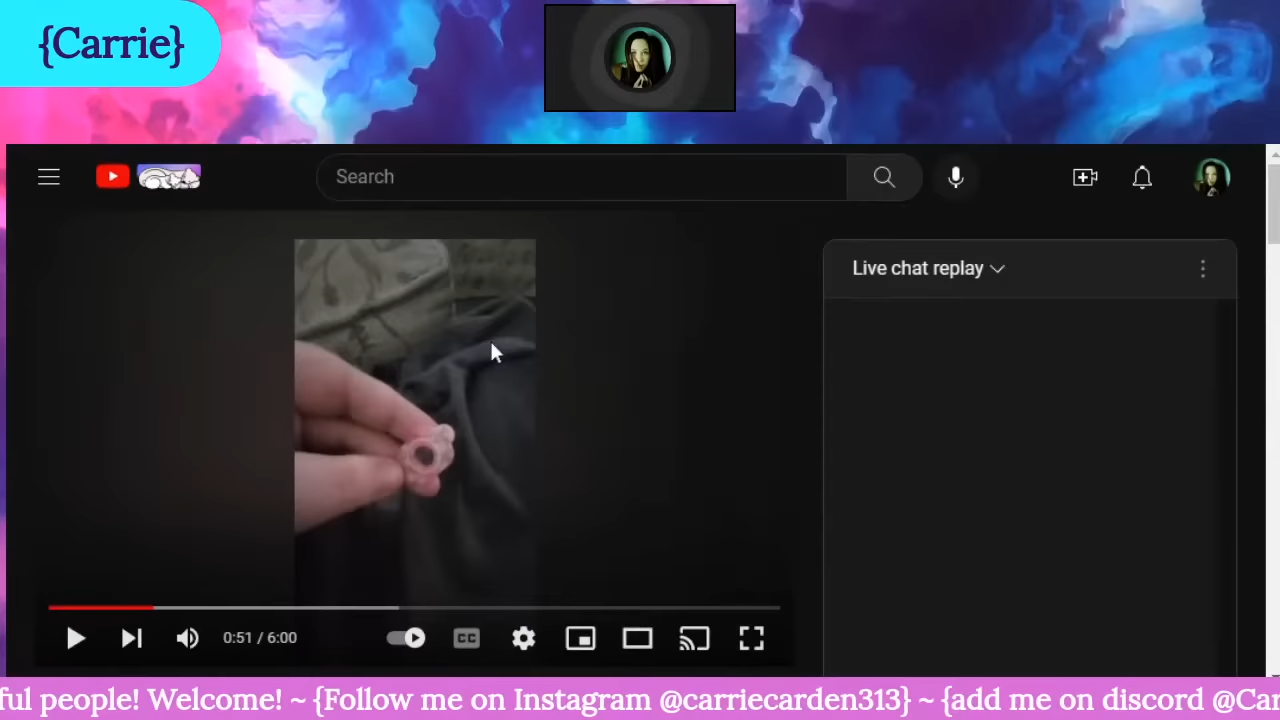 {Carrie}
Search
Live chat replay
0:51 / 6:00
CC
ful people! Welcome! ~ {Follow me on Instagram @carriecarden313} ~ {add me on discord @Car